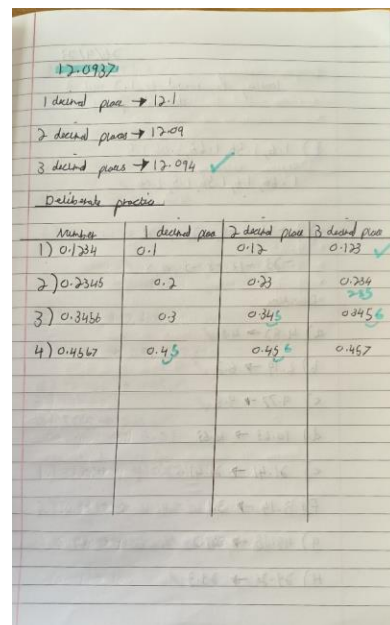 12.0937
1 decimal place → 12.1
2 decimal places → 12.09
3 decimal places → 12.094 ✓
Deliberate practice
Number 1 decimal place 2 decimal place 3 decimal place
1) 0.1234 0.1 0.12 0.123 ✓
2) 0.2345 0.2 0.23 0.234
235
3) 0.3456 0.3 0.345 0.3456
4) 0.4567 0.45 0.456 0.457